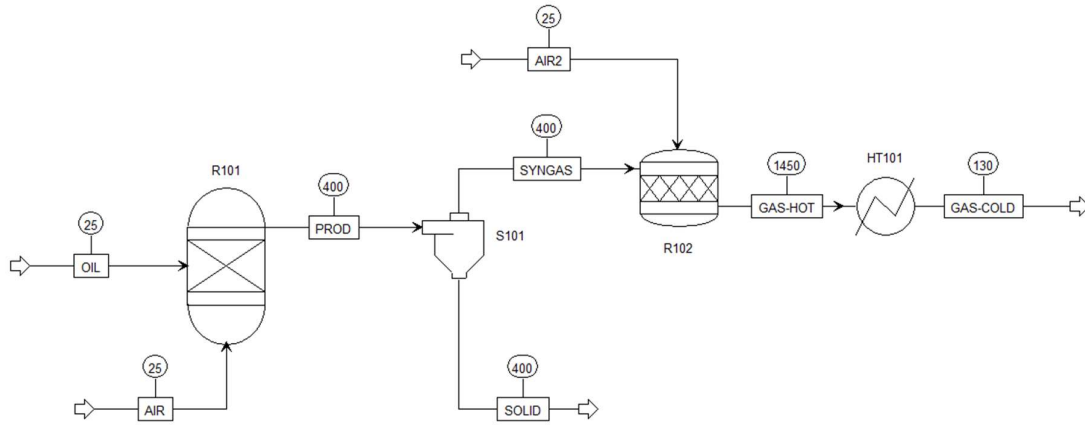 25
AIR2
400
SYNGAS
R101
1450
HT101
130
400
GAS-HOT
GAS-COLD
25
PROD
S101
R102
OIL
25
400
AIR
SOLID